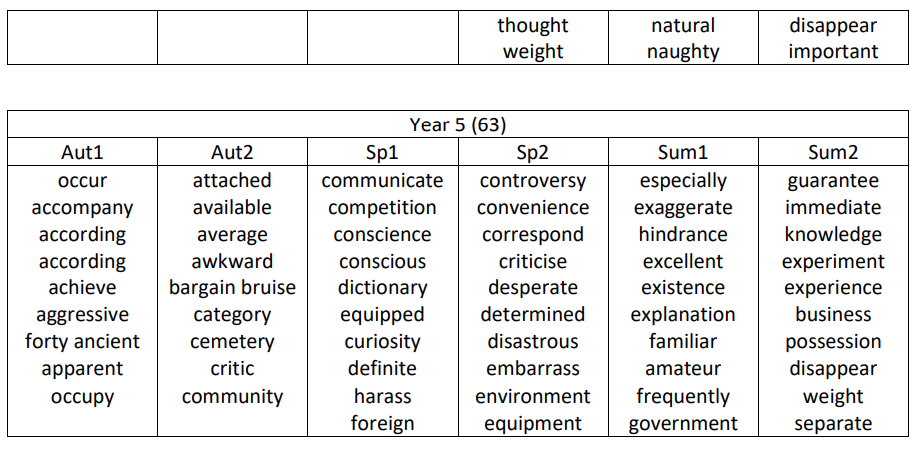 thought natural disappear
weight naughty important
Year 5 (63)
Aut1 Aut2 Sp1 Sp2 Sum1 Sum2
occur attached communicate controversy especially guarantee
accompany available competition convenience exaggerate immediate
according average conscience correspond hindrance knowledge
according awkward conscious criticise excellent experiment
achieve bargain bruise dictionary desperate existence experience
aggressive category equipped determined explanation business
forty ancient cemetery curiosity disastrous familiar possession
apparent critic definite embarrass amateur disappear
occupy community harass environment frequently weight
foreign equipment government separate